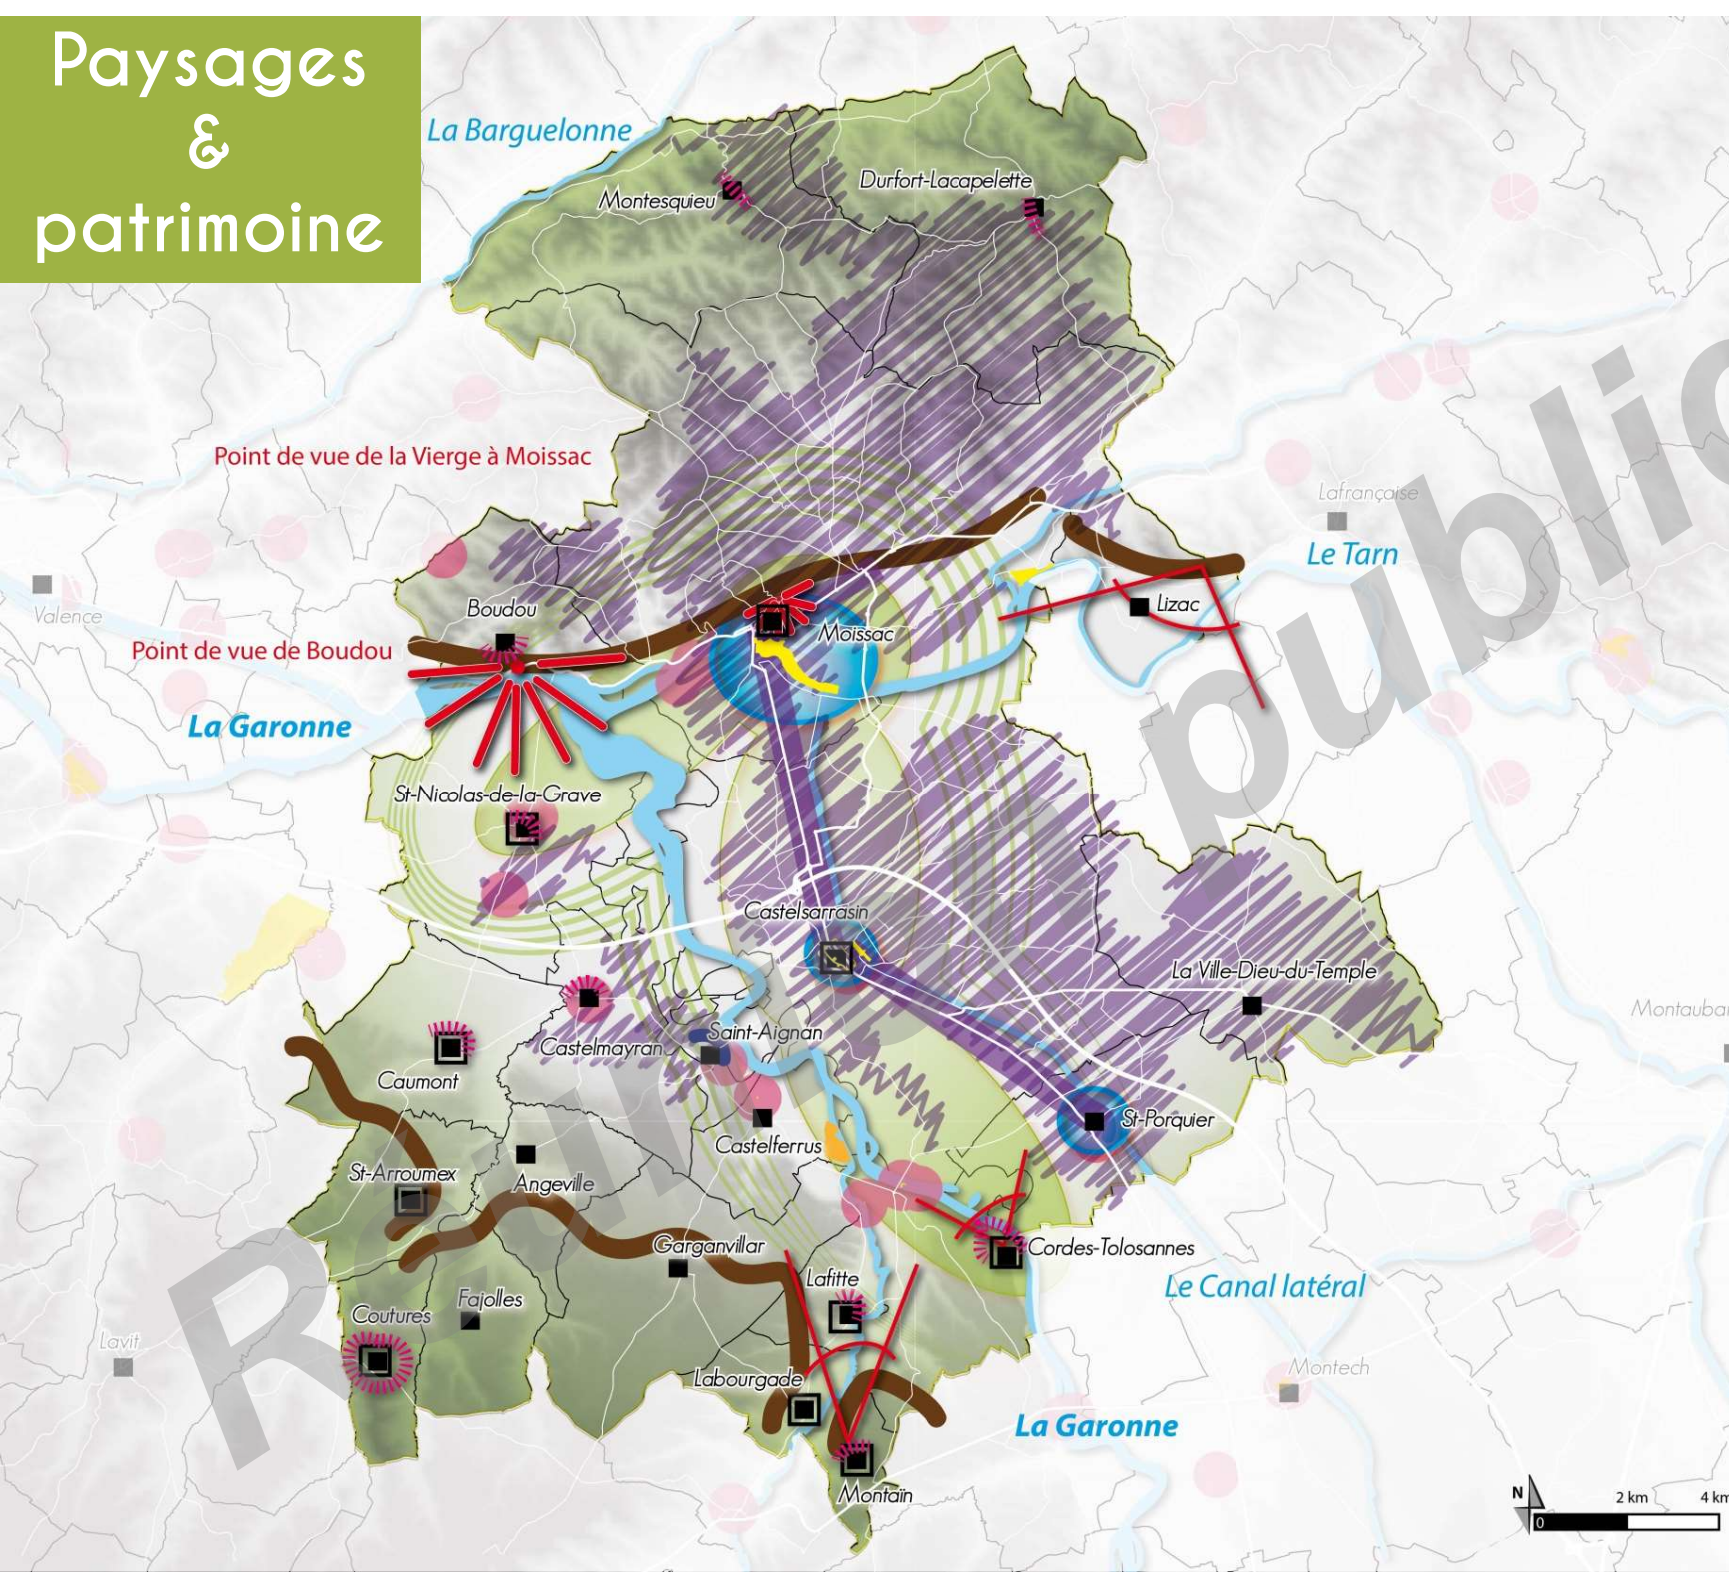 Paysages
&
patrimoine
La Barguelonne
Montesquieu
Durfort-Lacapelette
Point de vue de la Vierge à Moissac
Lafrançaise
Le Tarn
Valence
Boudou
Lizac
Moissac
Point de vue de Boudou
La Garonne
St-Nicolas-de-la-Grave
Castelsarrasin
La Ville-Dieu-du-Temple
Montauba
Saint-Aignan
Castelmayran
Caumont
St-Porquier
Castelferrus
St-Arroumex
Angeville
Garganvillar
Cordes-Tolosannes
Lafitte
Le Canal latéral
Fajolles
Coutures
Lavit
Montech
Labourgade
La Garonne
Montaïn
N
2 km
4 km
0